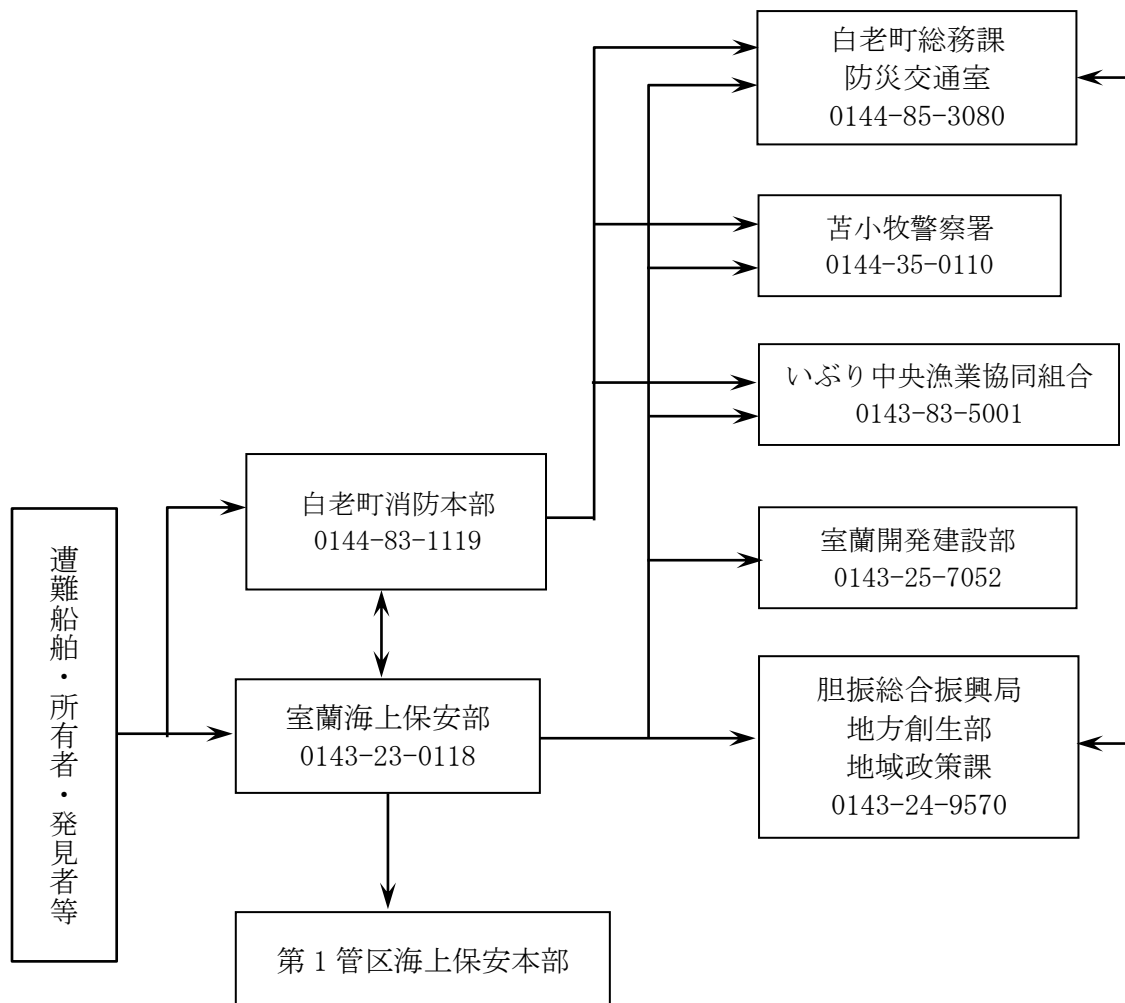 白老町総務課
防災交通室
0144-85-3080
苫小牧警察署
0144-35-0110
いぶり中央漁業協同組合
0143-83-5001
白老町消防本部
0144-83-1119
室蘭開発建設部
0143-25-7052
遭難船舶・所有者・発見者等
室蘭海上保安部
0143-23-0118
胆振総合振興局
地方創生部
地域政策課
0143-24-9570
第1管区海上保安本部